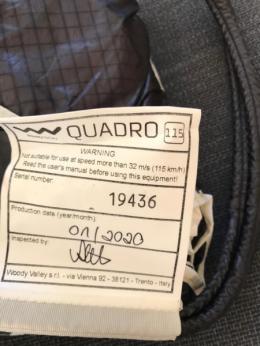 QUADRO 115
WARNING
Not suitable for use at speed more than 32 m/s (115 km/h)
Read the user's manual before using this equipment!
Serial number:
19436
Production date (year/month):
01/2020
Inspected by:
Woody Valley s.r.l. - via Vienna 92 - 38121 - Trento - Italy